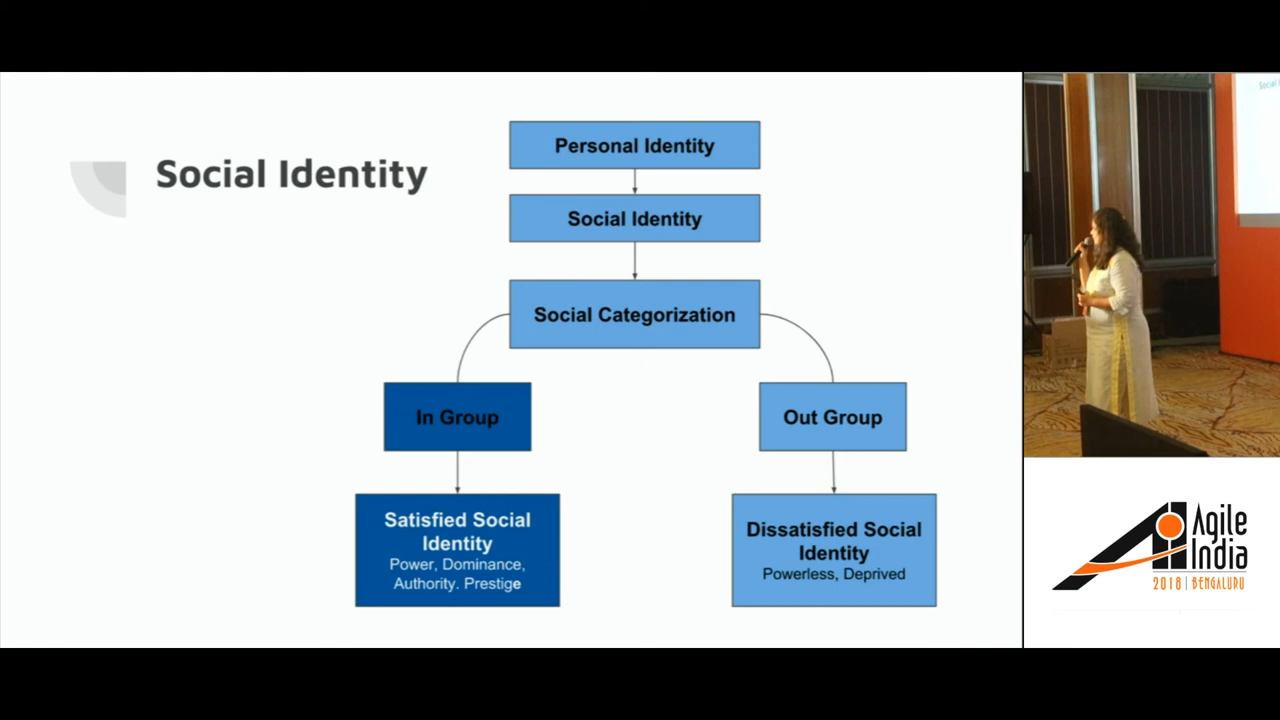 Social Identity
Personal Identity
Social Identity
Social Categorization
In Group
Out Group
Satisfied Social
Identity
Power, Dominance,
Authority. Prestige
Dissatisfied Social
Identity
Powerless, Deprived
Social
Agile
India
2018 | BENGALURU